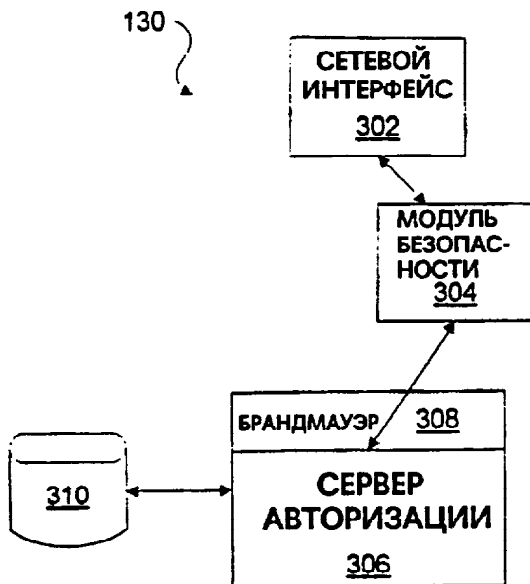 130
СЕТЕВОЙ
ИНТЕРФЕЙС
302
МОДУЛЬ
БЕЗОПАС-
НОСТИ
304
БРАНДМАУЭР 308
310
СЕРВЕР
АВТОРИЗАЦИИ
306